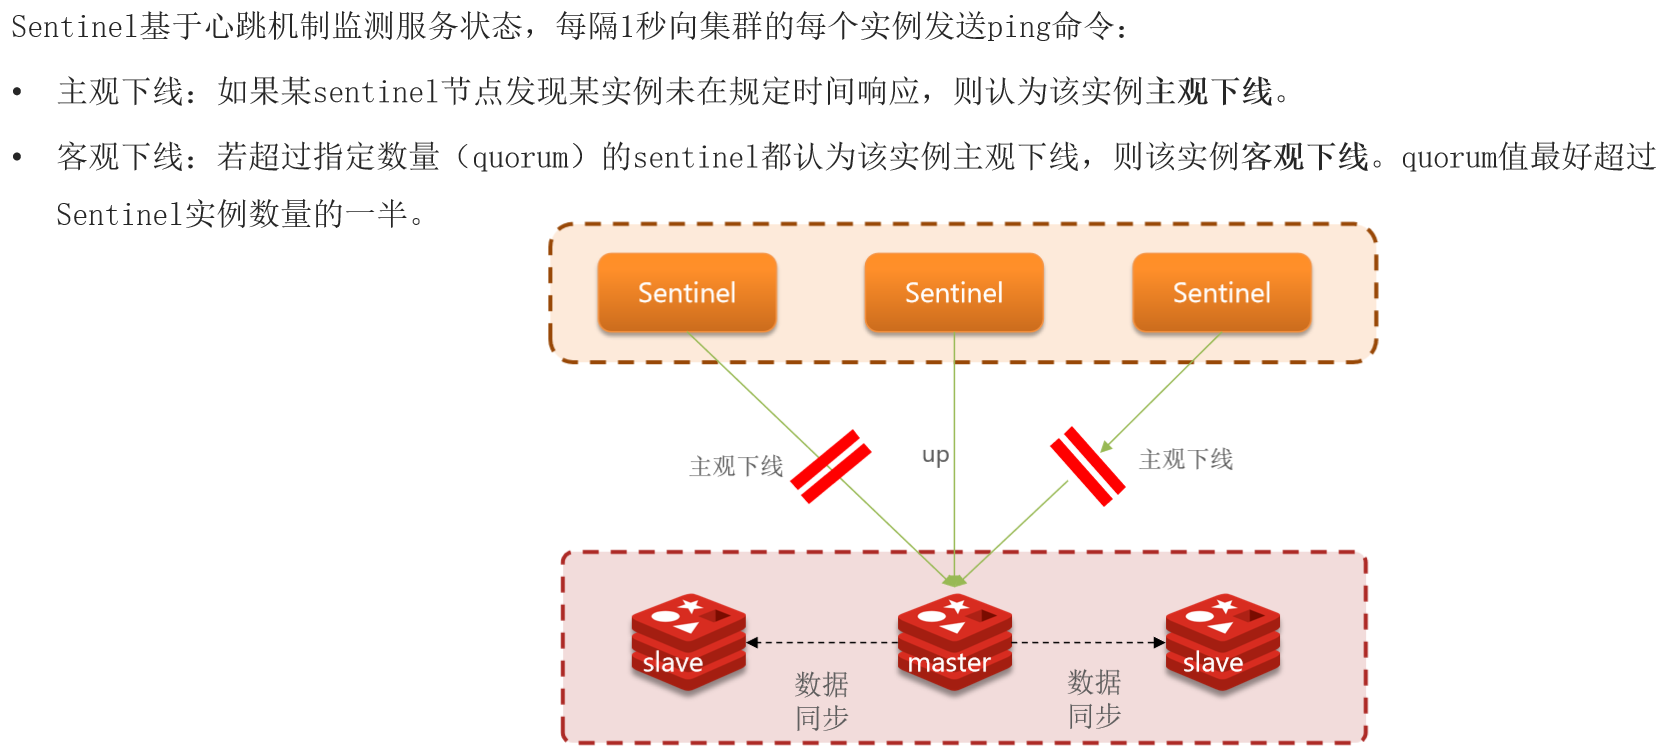 Sentinel基于心跳机制监测服务状态，每隔1秒向集群的每个实例发送ping命令：
• 主观下线：如果某sentinel节点发现某实例未在规定时间响应，则认为该实例主观下线。
• 客观下线：若超过指定数量（quorum）的sentinel都认为该实例主观下线，则该实例客观下线。quorum值最好超过
Sentinel实例数量的一半。
Sentinel
Sentinel
Sentinel
主观下线
up
主观下线
slave
master
slave
数据
同步
数据
同步